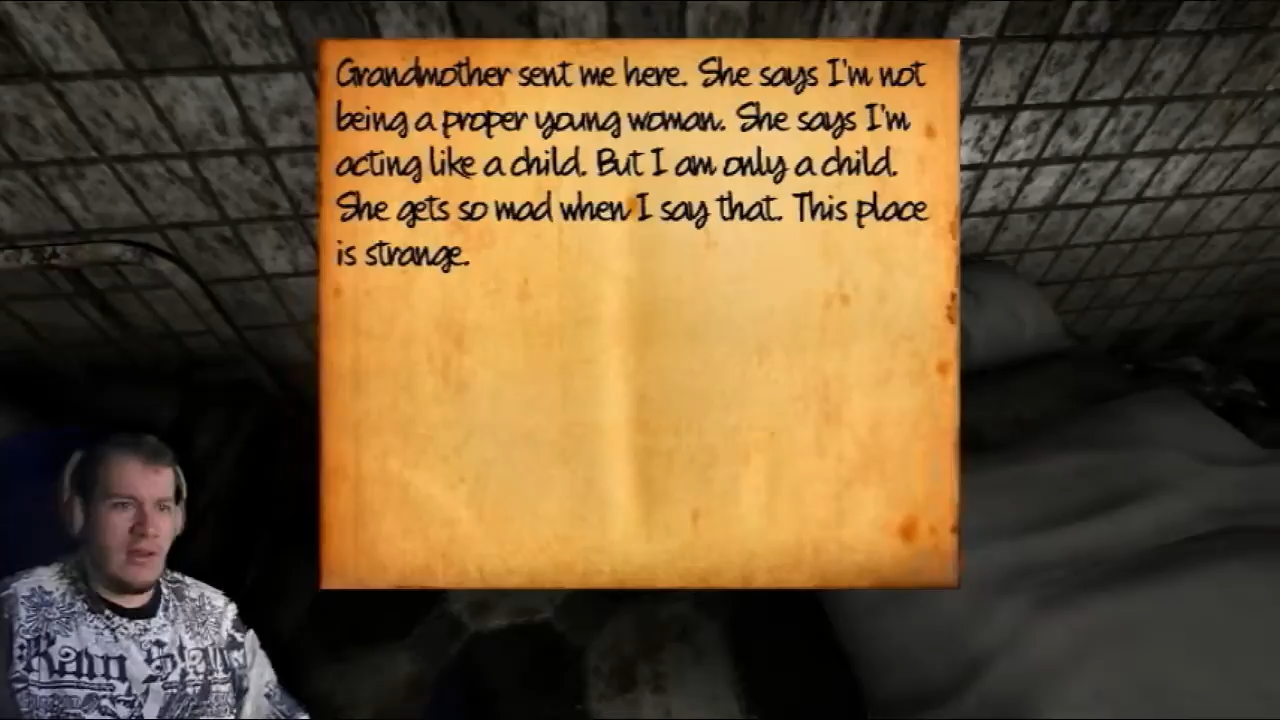 Grandmother sent me here. She says I'm not
being a proper young woman. She says I'm
acting like a child. But I am only a child.
She gets so mad when I say that. This place
is strange.